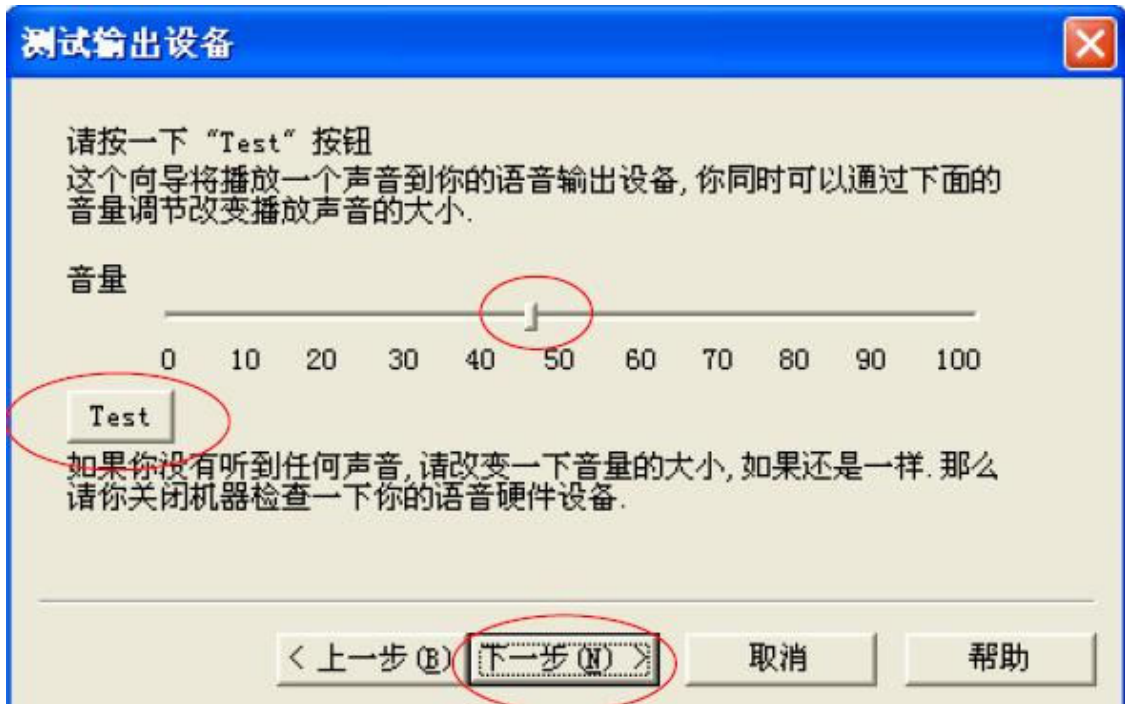 测试输出设备
请按一下 "Test" 按钮
这个向导将播放一个声音到你的语音输出设备,你同时可以通过下面的
音量调节改变播放声音的大小.
音量
0 10 20 30 40 50 60 70 80 90 100
Test
如果你没有听到任何声音,请改变一下音量的大小,如果还是一样.那么
请你关闭机器检查一下你的语音硬件设备.
< 上一步(B) 下一步(N) > 取消 帮助